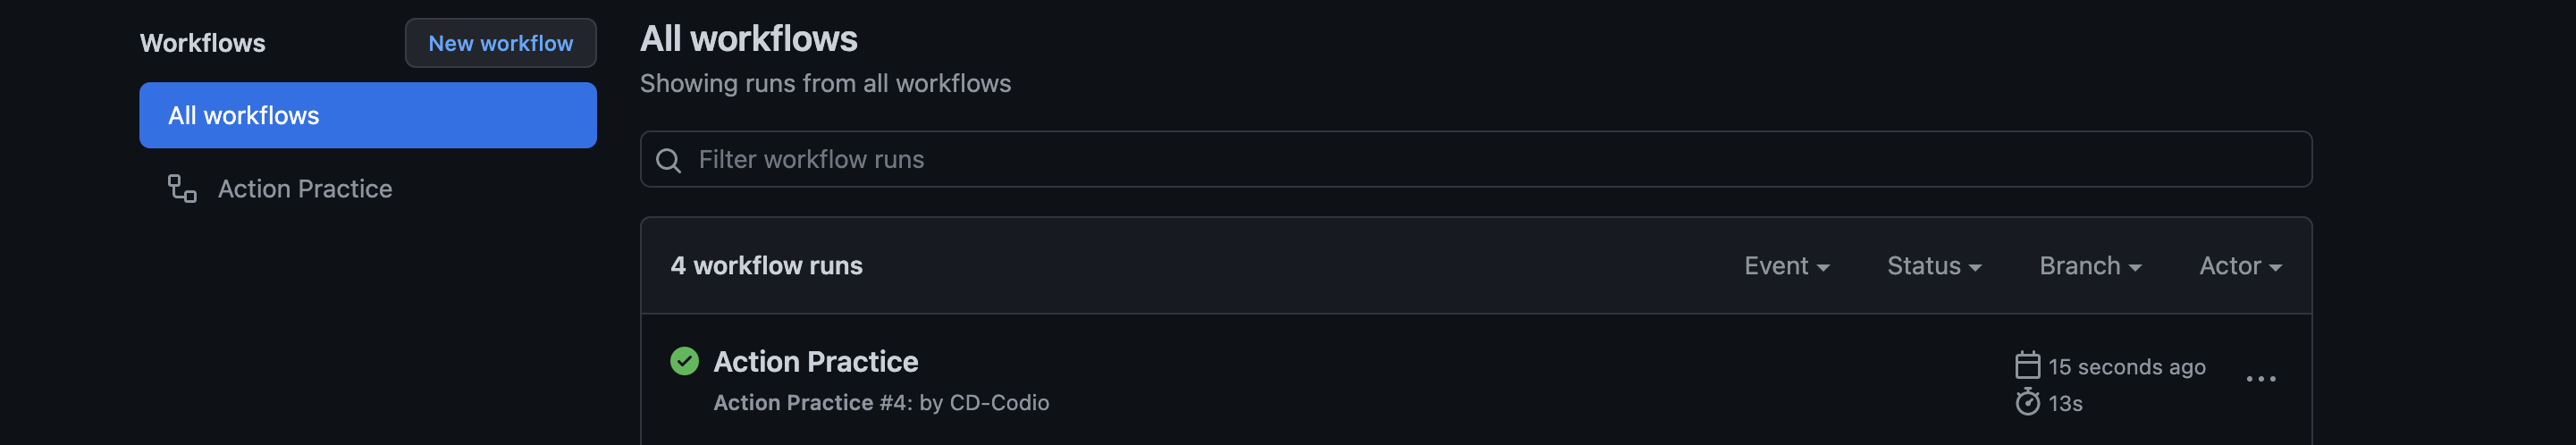 Workflows
New workflow
All workflows
Action Practice
All workflows
Showing runs from all workflows
Filter workflow runs
4 workflow runs
Event
Status
Branch
Actor
Action Practice
Action Practice #4: by CD-Codio
15 seconds ago
13s